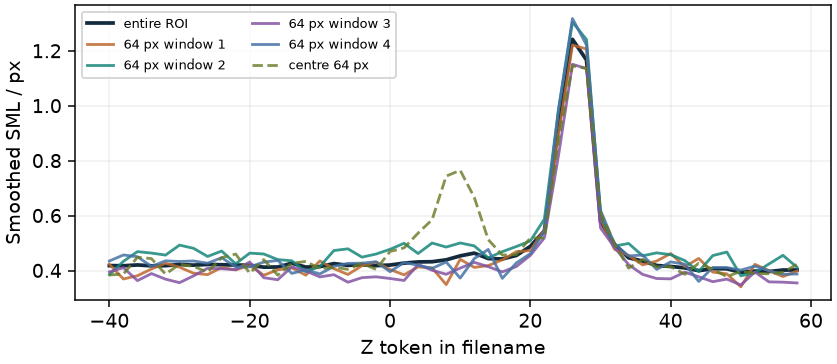 entire ROI
64 px window 1
64 px window 2
64 px window 3
64 px window 4
centre 64 px
Smoothed SML / px
1.2
1.0
0.8
0.6
0.4
−40
−20
0
20
40
60
Z token in filename